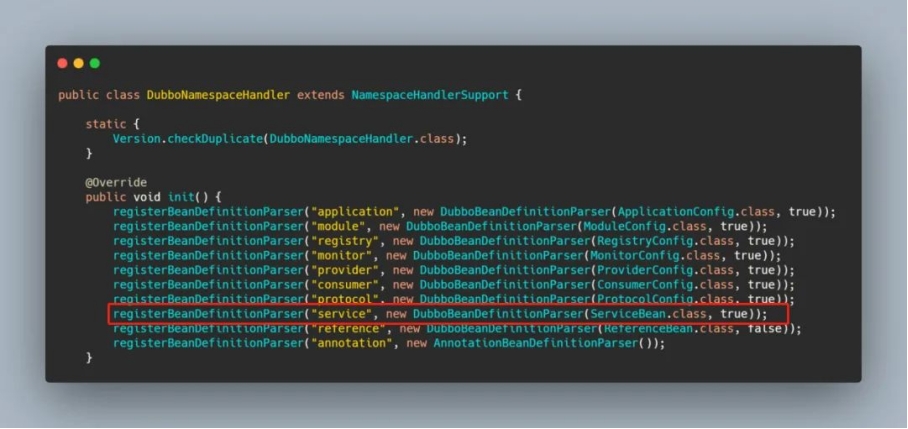 public class DubboNamespaceHandler extends NamespaceHandlerSupport {
static {
Version.checkDuplicate(DubboNamespaceHandler.class);
}
@Override
public void init() {
registerBeanDefinitionParser("application", new DubboBeanDefinitionParser(ApplicationConfig.class, true));
registerBeanDefinitionParser("module", new DubboBeanDefinitionParser(ModuleConfig.class, true));
registerBeanDefinitionParser("registry", new DubboBeanDefinitionParser(RegistryConfig.class, true));
registerBeanDefinitionParser("monitor", new DubboBeanDefinitionParser(MonitorConfig.class, true));
registerBeanDefinitionParser("provider", new DubboBeanDefinitionParser(ProviderConfig.class, true));
registerBeanDefinitionParser("consumer", new DubboBeanDefinitionParser(ConsumerConfig.class, true));
registerBeanDefinitionParser("protocol", new DubboBeanDefinitionParser(ProtocolConfig.class, true));
registerBeanDefinitionParser("service", new DubboBeanDefinitionParser(ServiceBean.class, true));
registerBeanDefinitionParser("reference", new DubboBeanDefinitionParser(ReferenceBean.class, false));
registerBeanDefinitionParser("annotation", new AnnotationBeanDefinitionParser());
}